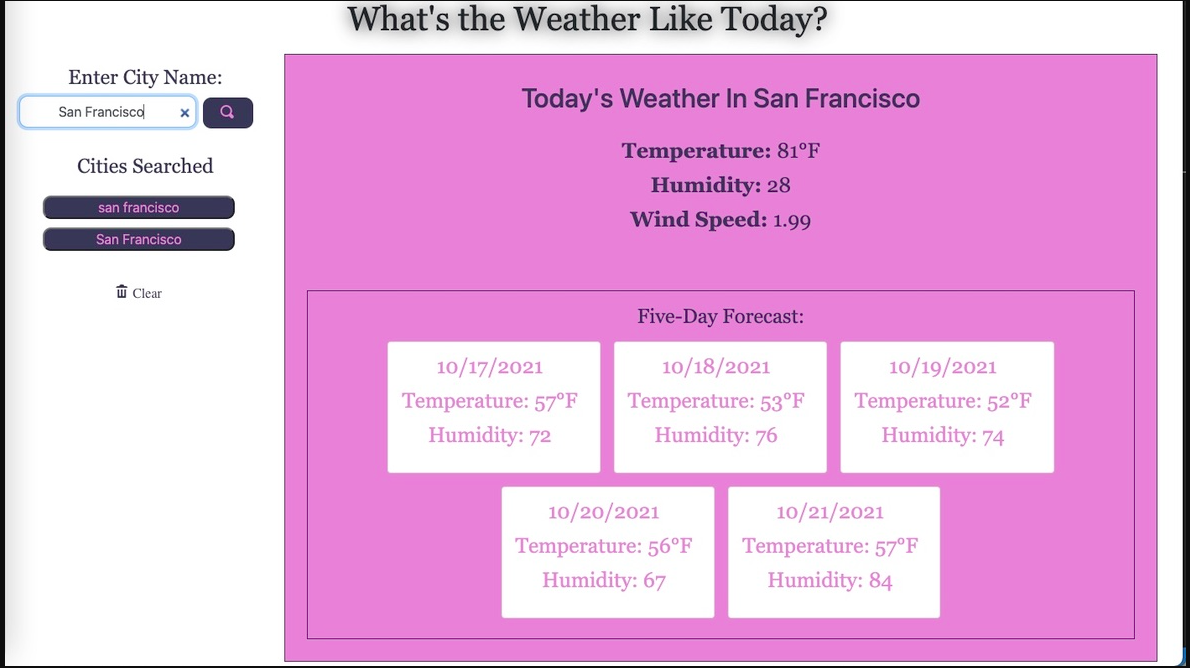 What's the Weather Like Today?
Enter City Name:
San Francisco
Cities Searched
san francisco
San Francisco
Clear
Today's Weather In San Francisco
Temperature: 81°F
Humidity: 28
Wind Speed: 1.99
Five-Day Forecast:
10/17/2021
Temperature: 57°F
Humidity: 72
10/18/2021
Temperature: 53°F
Humidity: 76
10/19/2021
Temperature: 52°F
Humidity: 74
10/20/2021
Temperature: 56°F
Humidity: 67
10/21/2021
Temperature: 57°F
Humidity: 84